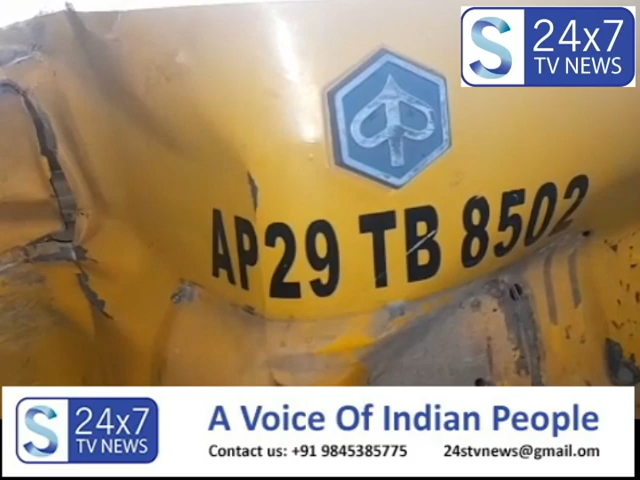 S 24x7
TV NEWS
AP29 TB 8502
S 24x7
TV NEWS
A Voice Of Indian People
Contact us: +91 9845385775 24stvnews@gmail.om